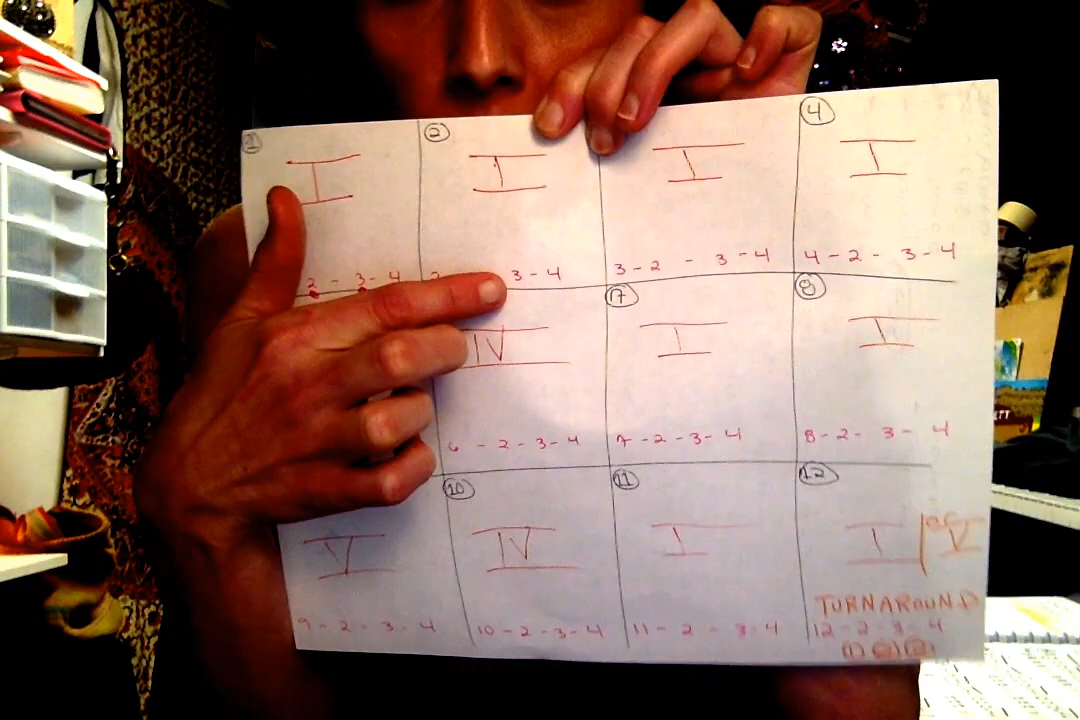 1 2 4
I I I I
2 - 3 - 4 2 3 - 4 3 - 2 - 3 - 4 4 - 2 - 3 - 4
7 8
IV I I
6 - 2 - 3 - 4 7 - 2 - 3 - 4 8 - 2 - 3 - 4
10 11 12
V IV I I | or V
TURNAROUND
9 - 2 - 3 - 4 10 - 2 - 3 - 4 11 - 2 - 3 - 4 12 - 2 - 3 - 4